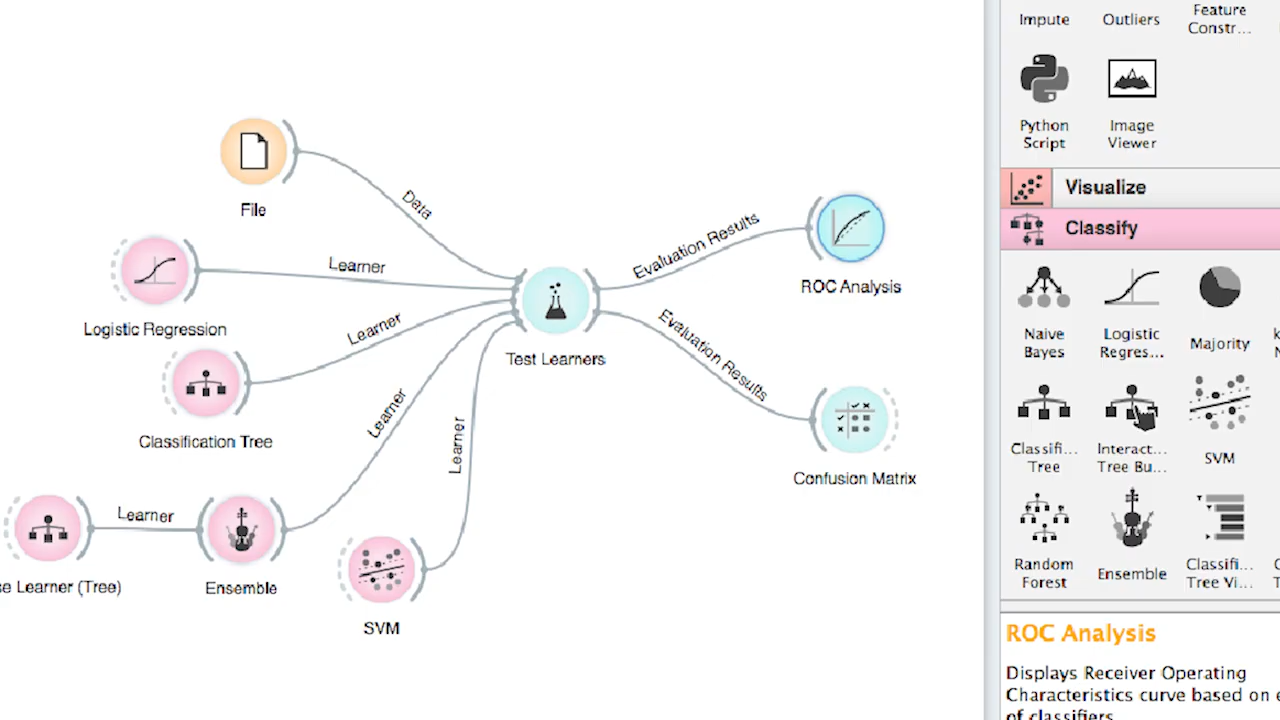 File
Data
Logistic Regression
Learner
Classification Tree
Learner
se Learner (Tree)
Learner
Ensemble
Learner
SVM
Learner
Test Learners
Evaluation Results
ROC Analysis
Evaluation Results
Confusion Matrix
Impute
Outliers
Feature
Constr...
Python
Script
Image
Viewer
Visualize
Classify
Naive
Bayes
Logistic
Regres...
Majority
k
N
Classifi...
Tree
Interact...
Tree Bu...
SVM
Random
Forest
Ensemble
Classifi...
Tree Vi...
C
T
ROC Analysis
Displays Receiver Operating
Characteristics curve based on e
of classifiers